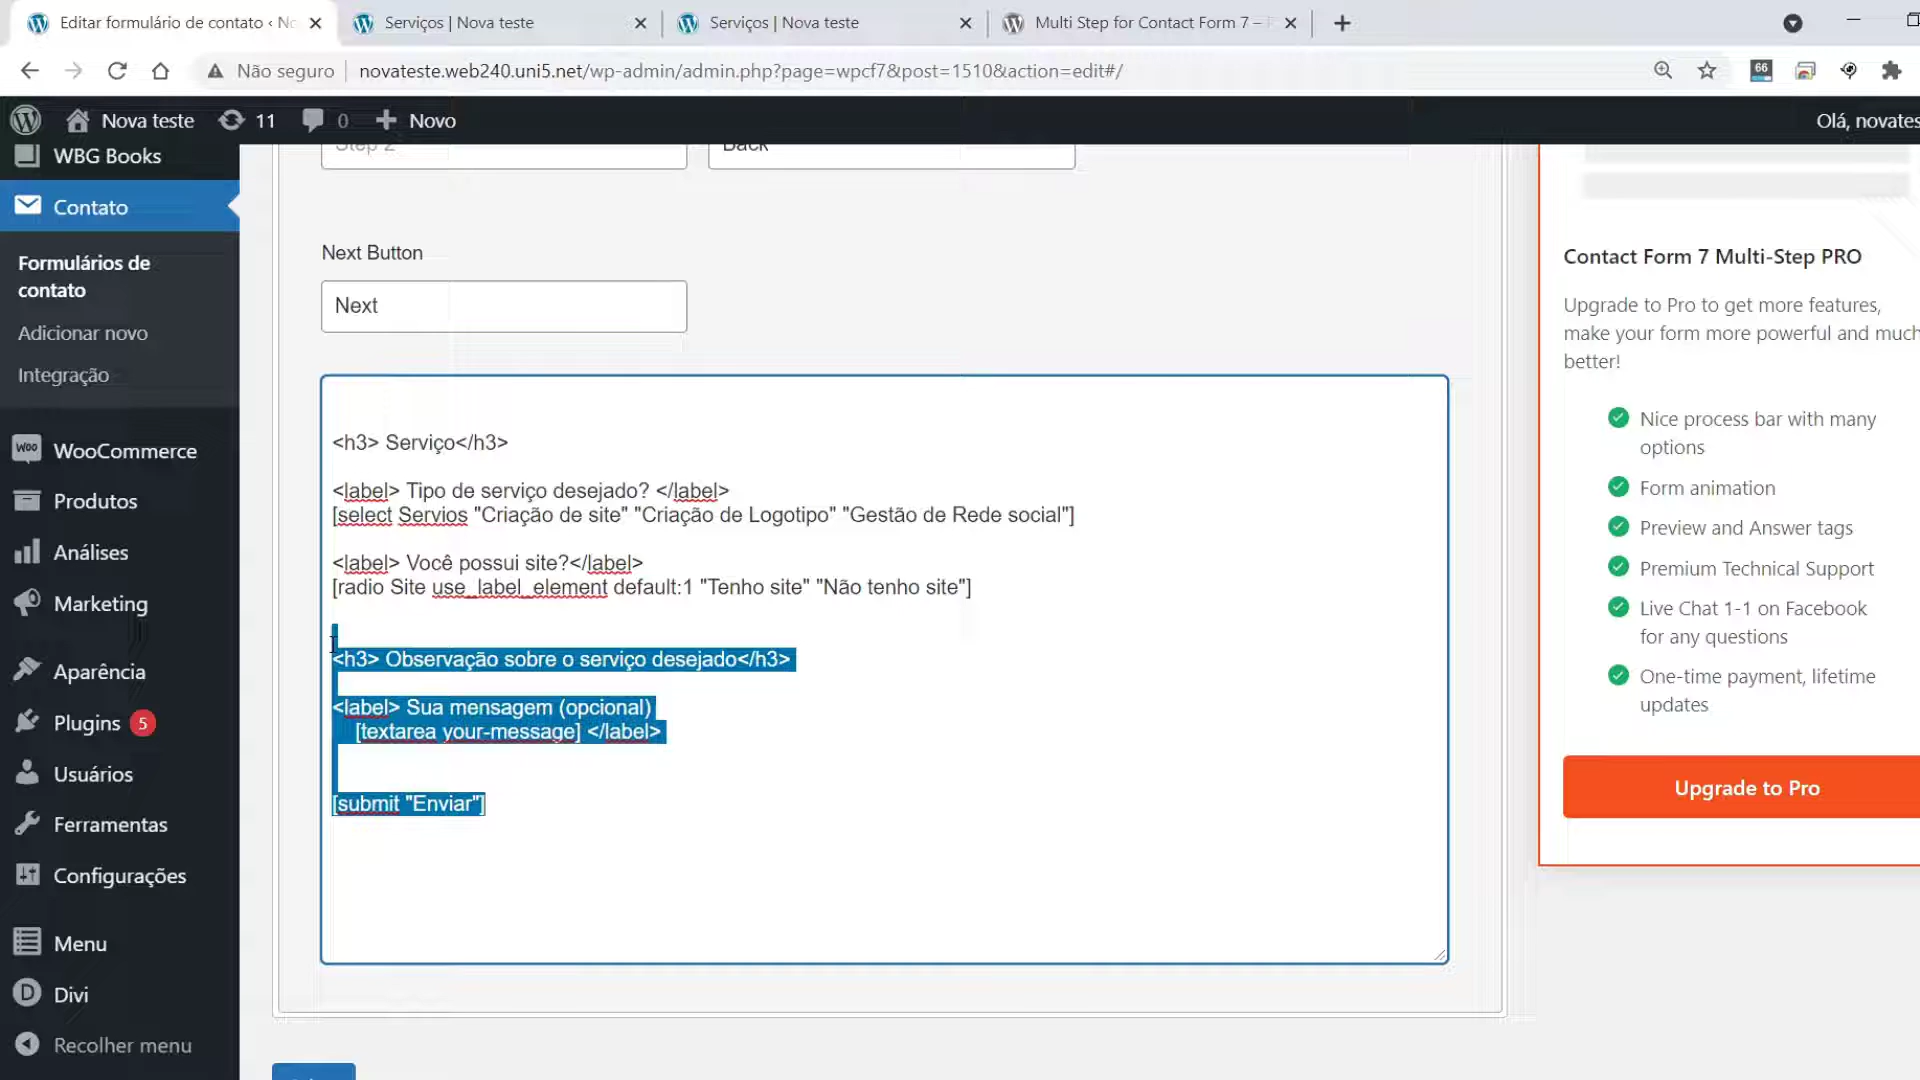 Editar formulário de contato ‹ No
Serviços | Nova teste
Serviços | Nova teste
Multi Step for Contact Form 7 –
Não seguro
novateste.web240.uni5.net/wp-admin/admin.php?page=wpcf7&post=1510&action=edit#/
66
Nova teste
11
0
Novo
Olá, novates
WBG Books
Contato
Formulários de
contato
Adicionar novo
Integração
WooCommerce
Produtos
Análises
Marketing
Aparência
Plugins 5
Usuários
Ferramentas
Configurações
Menu
Divi
Recolher menu
Step 2
Back
Next Button
Next
<h3> Serviço</h3>
<label> Tipo de serviço desejado? </label>
[select Servios "Criação de site" "Criação de Logotipo" "Gestão de Rede social"]
<label> Você possui site?</label>
[radio Site use_label_element default:1 "Tenho site" "Não tenho site"]
<h3> Observação sobre o serviço desejado</h3>
<label> Sua mensagem (opcional)
[textarea your-message] </label>
[submit "Enviar"]
Contact Form 7 Multi-Step PRO
Upgrade to Pro to get more features,
make your form more powerful and much
better!
Nice process bar with many
options
Form animation
Preview and Answer tags
Premium Technical Support
Live Chat 1-1 on Facebook
for any questions
One-time payment, lifetime
updates
Upgrade to Pro